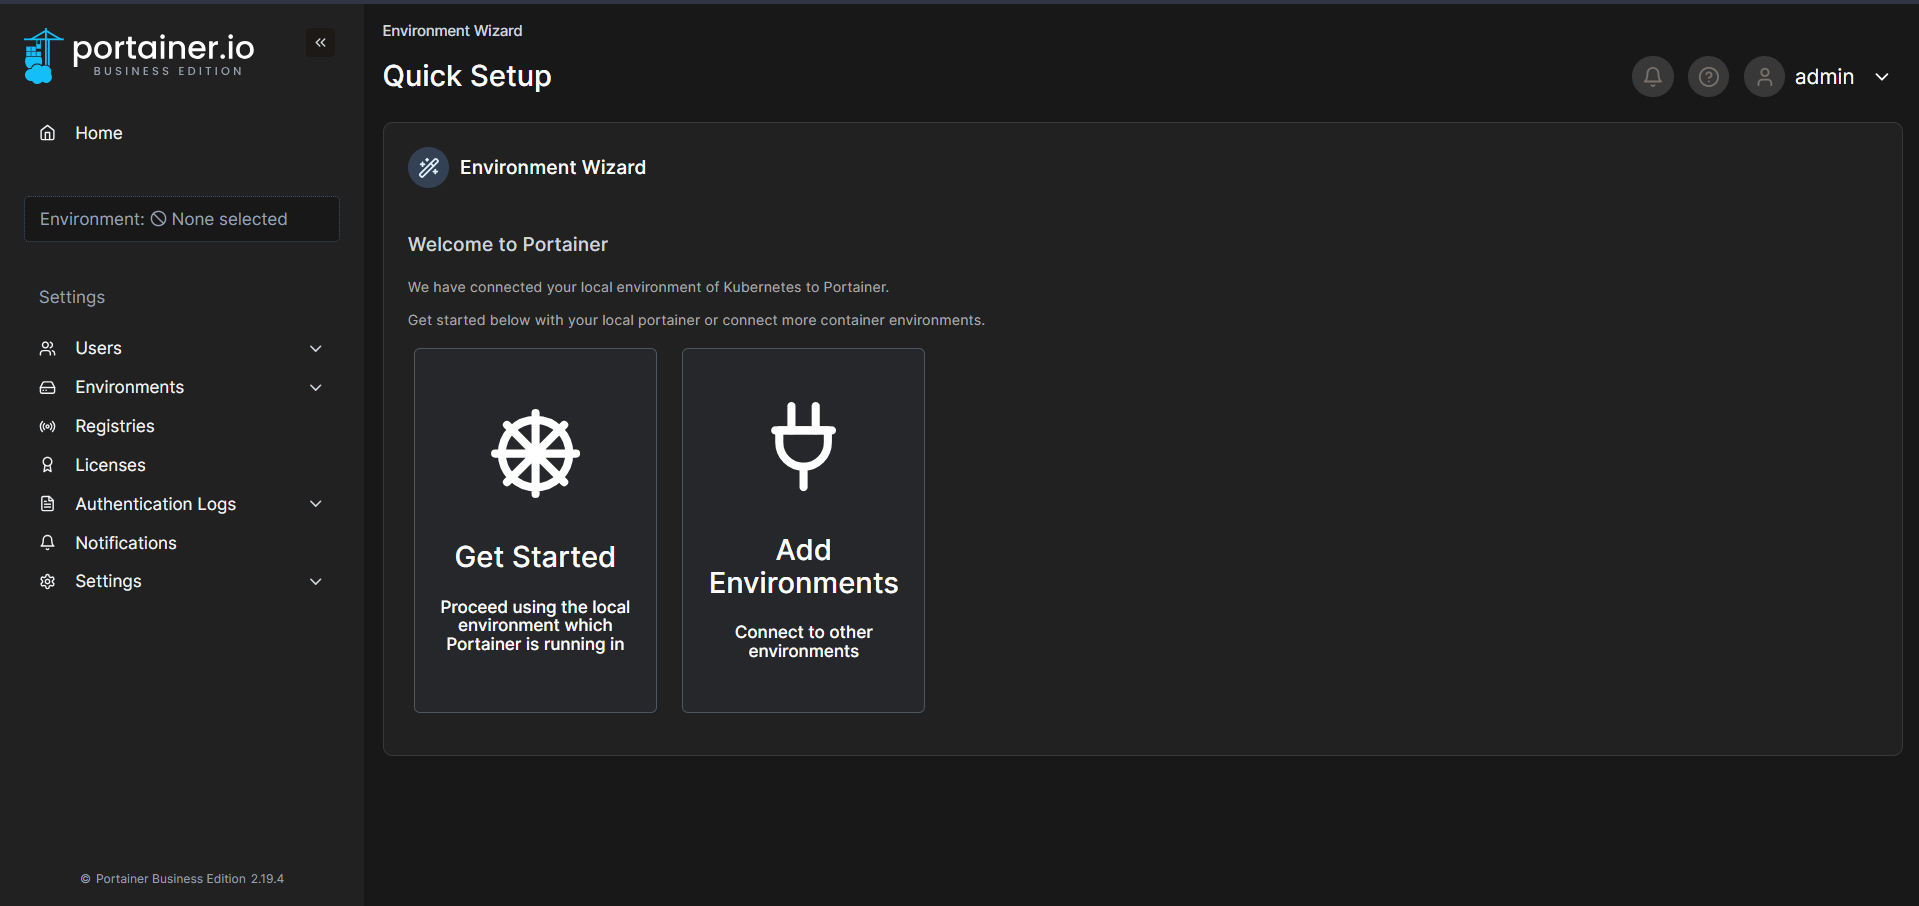 portainer.io
BUSINESS EDITION
Home
Environment: None selected
Settings
Users
Environments
Registries
Licenses
Authentication Logs
Notifications
Settings
© Portainer Business Edition 2.19.4
Environment Wizard
Quick Setup
admin
Environment Wizard
Welcome to Portainer
We have connected your local environment of Kubernetes to Portainer.
Get started below with your local portainer or connect more container environments.
Get Started
Proceed using the local
environment which
Portainer is running in
Add
Environments
Connect to other
environments